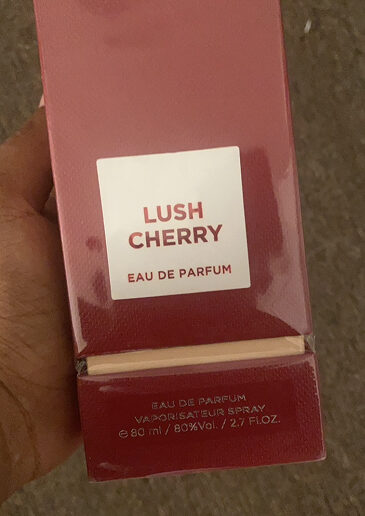 LUSH
CHERRY
EAU DE PARFUM
EAU DE PARFUM
VAPORISATEUR SPRAY
℮ 80 ml / 80%Vol. / 2.7 Fl.OZ.